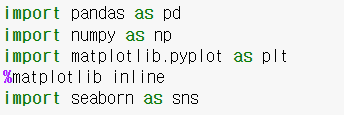 import pandas as pd
import numpy as np
import matplotlib.pyplot as plt
%matplotlib inline
import seaborn as sns